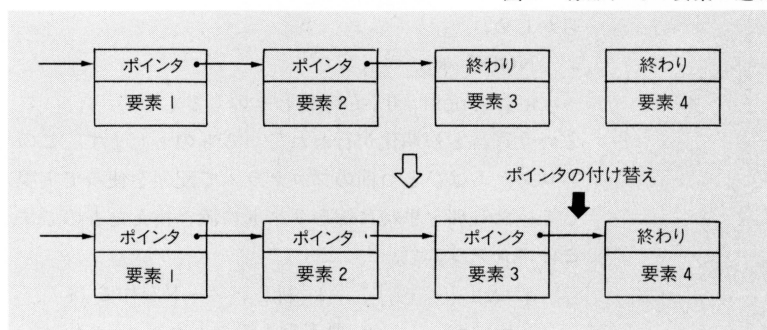 ポインタ ポインタ 終わり 終わり
要素1 要素2 要素3 要素4
ポインタの付け替え
ポインタ ポインタ ポインタ 終わり
要素1 要素2 要素3 要素4